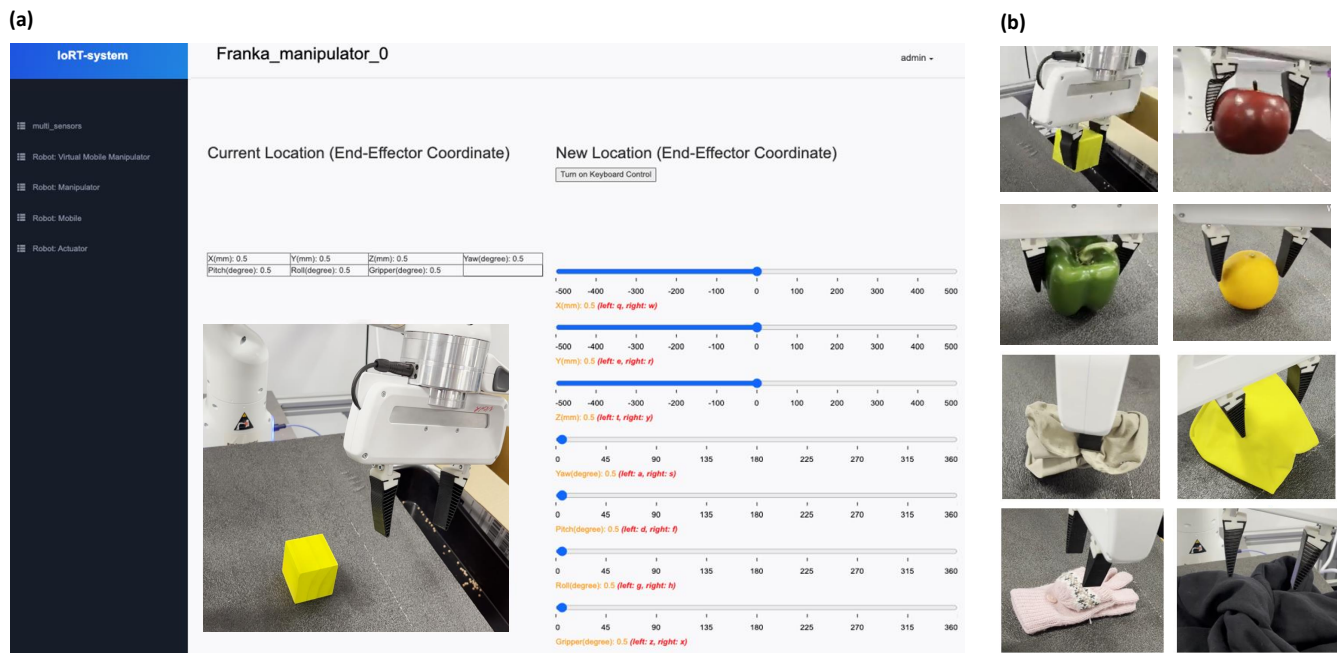 (a)
(b)
IoRT-system
Franka_manipulator_0
admin
multi_sensors
Robot: Virtual Mobile Manipulator
Robot: Manipulator
Robot: Mobile
Robot: Actuator
Current Location (End-Effector Coordinate)
X(mm): 0.5 Y(mm): 0.5 Z(mm): 0.5 Yaw(degree): 0.5
Pitch(degree): 0.5 Roll(degree): 0.5 Gripper(degree): 0.5
New Location (End-Effector Coordinate)
Turn on Keyboard Control
-500 -400 -300 -200 -100 0 100 200 300 400 500
X(mm): 0.5 (left: q, right: w)
-500 -400 -300 -200 -100 0 100 200 300 400 500
Y(mm): 0.5 (left: e, right: r)
-500 -400 -300 -200 -100 0 100 200 300 400 500
Z(mm): 0.5 (left: t, right: y)
0 45 90 135 180 225 270 315 360
Yaw(degree): 0.5 (left: a, right: s)
0 45 90 135 180 225 270 315 360
Pitch(degree): 0.5 (left: d, right: f)
0 45 90 135 180 225 270 315 360
Roll(degree): 0.5 (left: g, right: h)
0 45 90 135 180 225 270 315 360
Gripper(degree): 0.5 (left: z, right: x)